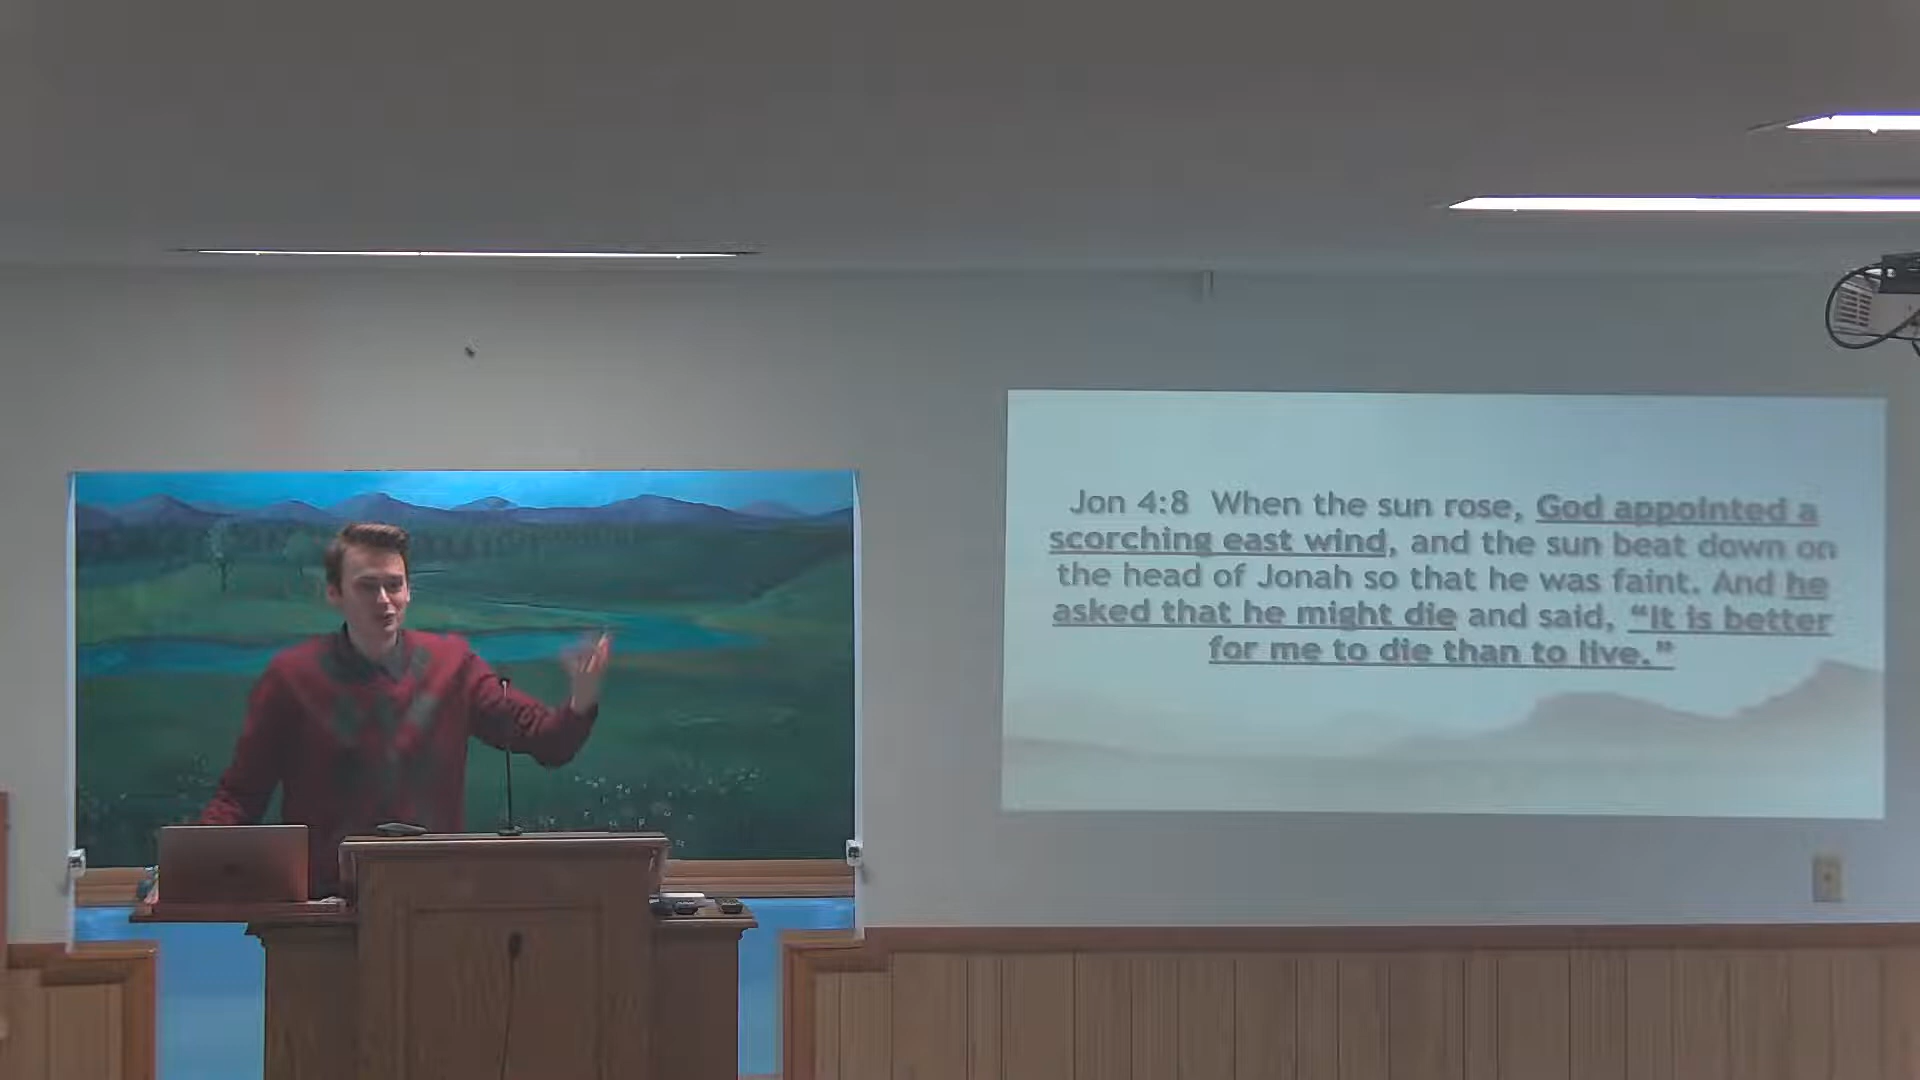 Jon 4:8 When the sun rose, God appointed a
scorching east wind, and the sun beat down on
the head of Jonah so that he was faint. And he
asked that he might die and said, “It is better
for me to die than to live.”